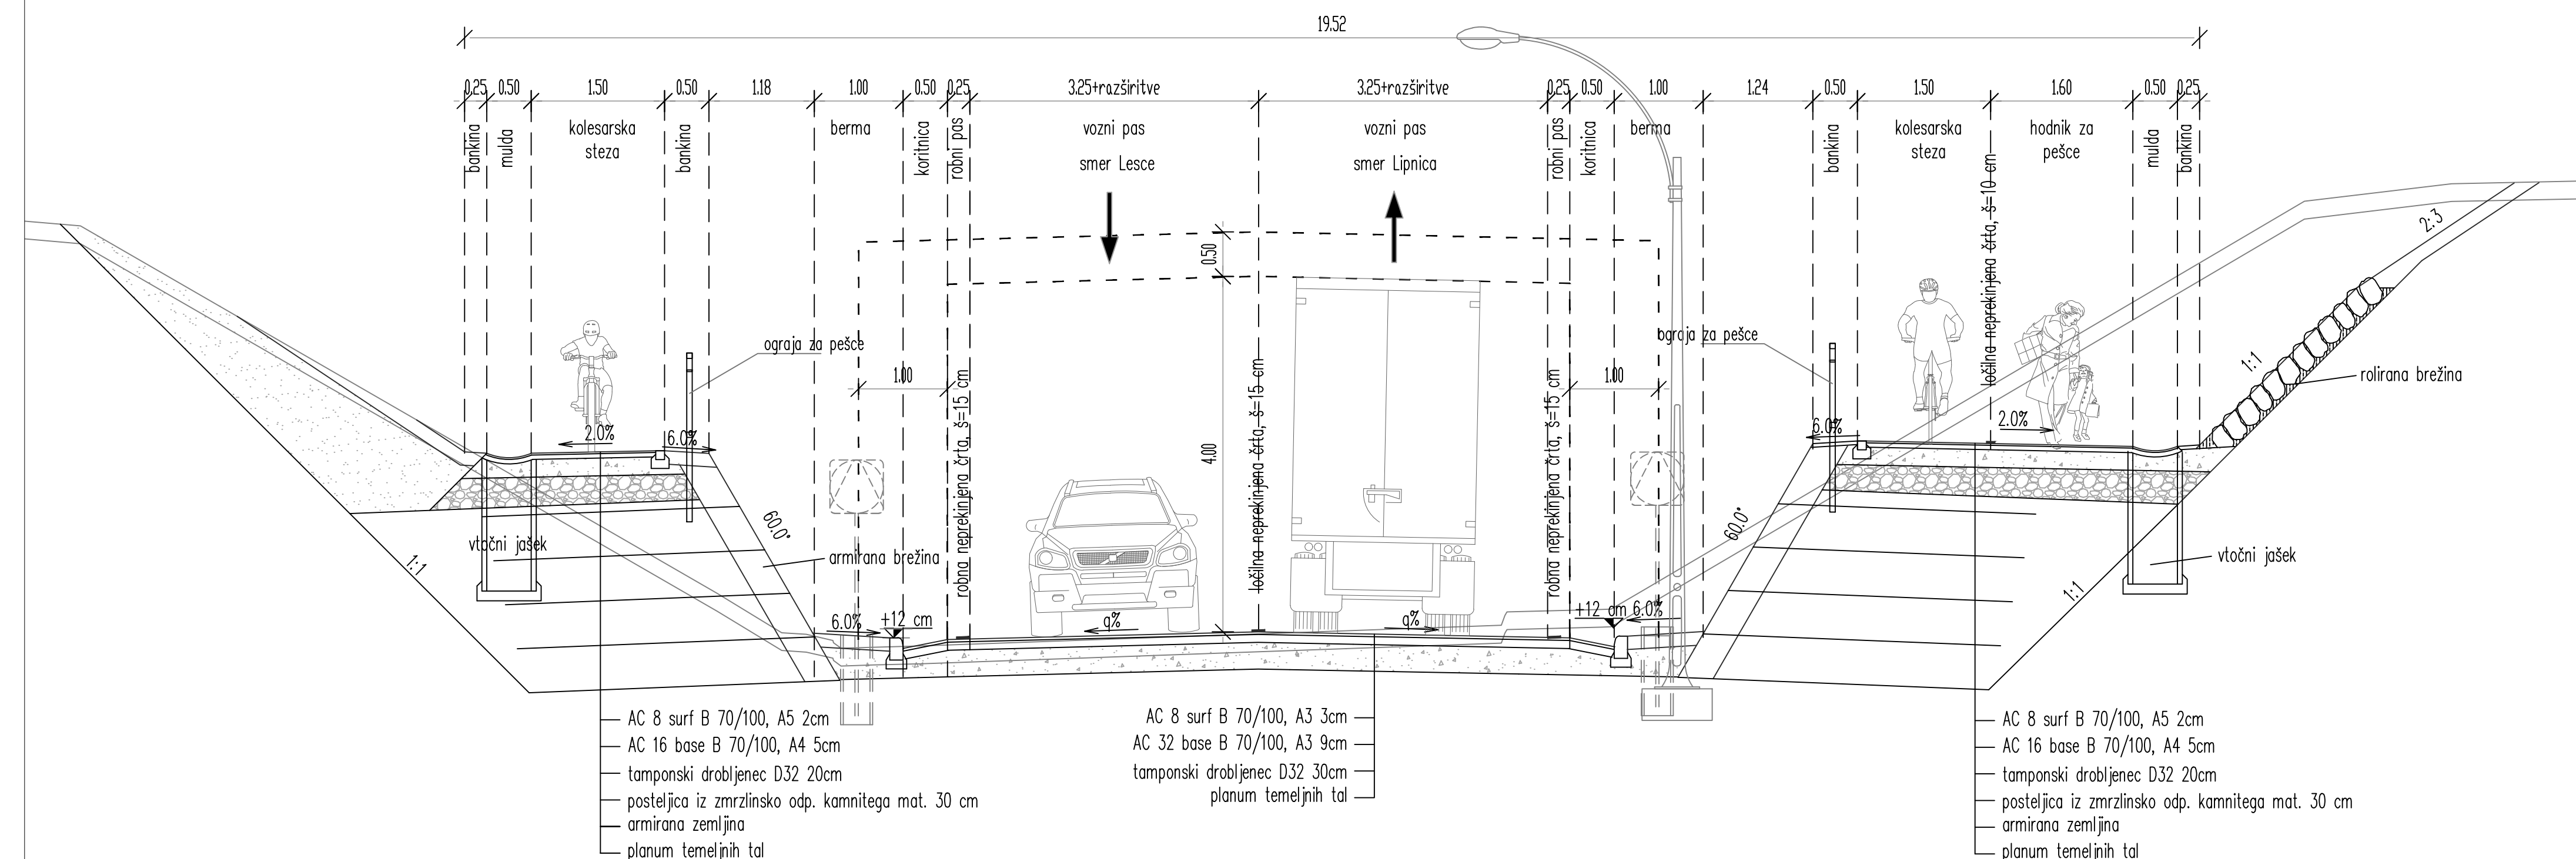 19.52
0.25 0.50 1.50 0.50 1.18 1.00 0.50 0.25 3.25+razširitve 3.25+razširitve 0.25 0.50 1.00 1.24 0.50 1.50 1.60 0.50 0.25
bankina
mulda
kolesarska
steza
bankina
berma
koritnica
robni pas
vozni pas
smer Lesce
vozni pas
smer Lipnica
robni pas
koritnica
berma
bankina
kolesarska
steza
ločilna neprekinjena črta, š=10 cm
hodnik za
pešce
mulda
bankina
0.50
2:3
ograja za pešce
ograja za pešce
1.00
1.00
1:1
rolirana brežina
robna neprekinjena črta, š=15 cm
ločilna neprekinjena črta, š=15 cm
robna neprekinjena črta, š=15 cm
4.00
2.0%
6.0%
6.0%
2.0%
60.0°
60.0°
vtočni jašek
armirana brežina
vtočni jašek
1:1
1:1
6.0%
+12 cm
q%
q%
+12 cm
6.0%
AC 8 surf B 70/100, A5 2cm
AC 16 base B 70/100, A4 5cm
tamponski drobljenec D32 20cm
posteljica iz zmrzlinsko odp. kamnitega mat. 30 cm
armirana zemljina
planum temeljnih tal
AC 8 surf B 70/100, A3 3cm
AC 32 base B 70/100, A3 9cm
tamponski drobljenec D32 30cm
planum temeljnih tal
AC 8 surf B 70/100, A5 2cm
AC 16 base B 70/100, A4 5cm
tamponski drobljenec D32 20cm
posteljica iz zmrzlinsko odp. kamnitega mat. 30 cm
armirana zemljina
planum temeljnih tal